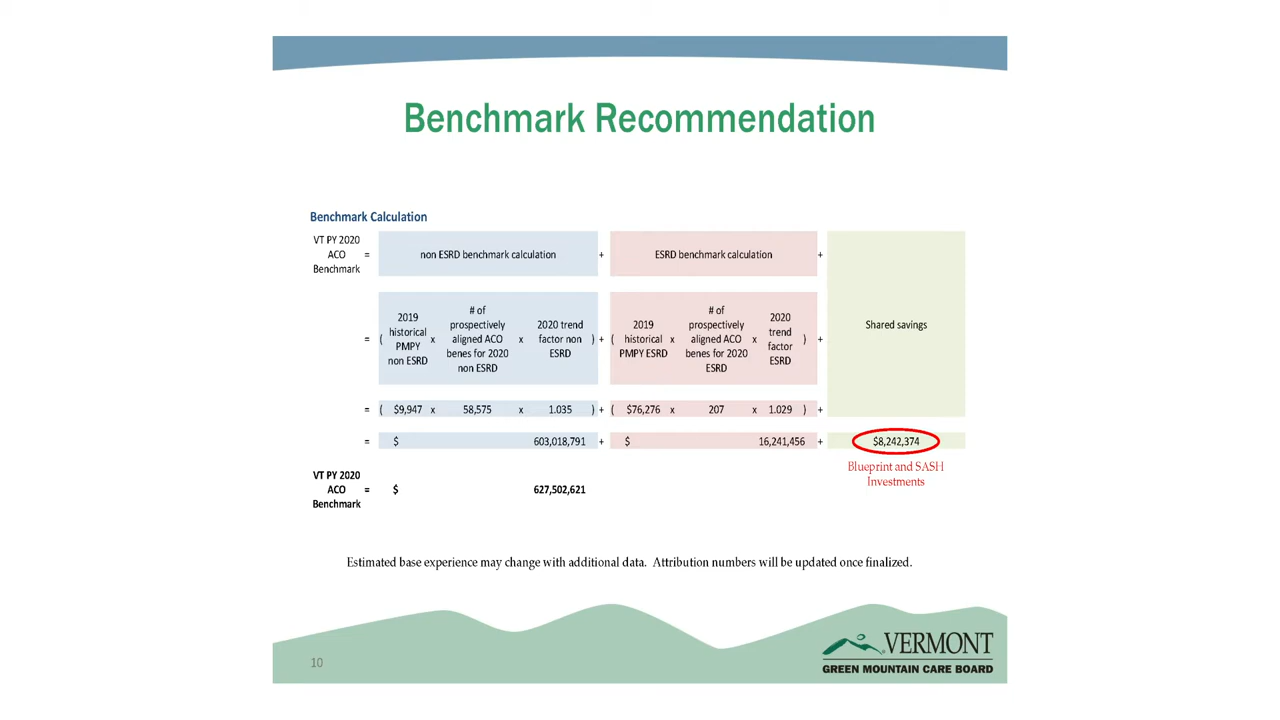 Benchmark Recommendation
Benchmark Calculation
VT PY 2020
ACO
Benchmark
=
non ESRD benchmark calculation
+
ESRD benchmark calculation
+
Shared savings
=
(
2019
historical
PMPY
non ESRD
x
# of
prospectively
aligned ACO
benes for 2020
non ESRD
x
2020 trend
factor non
ESRD
)
+
(
2019
historical
PMPY ESRD
x
# of
prospectively
aligned ACO
benes for 2020
ESRD
x
2020
trend
factor
ESRD
)
+
= ( $9,947 x 58,575 x 1.035 ) + ( $76,276 x 207 x 1.029 ) +
= $ 603,018,791 + $ 16,241,456 + $8,242,374
Blueprint and SASH
Investments
VT PY 2020
ACO
Benchmark
= $ 627,502,621
Estimated base experience may change with additional data. Attribution numbers will be updated once finalized.
10
VERMONT
GREEN MOUNTAIN CARE BOARD